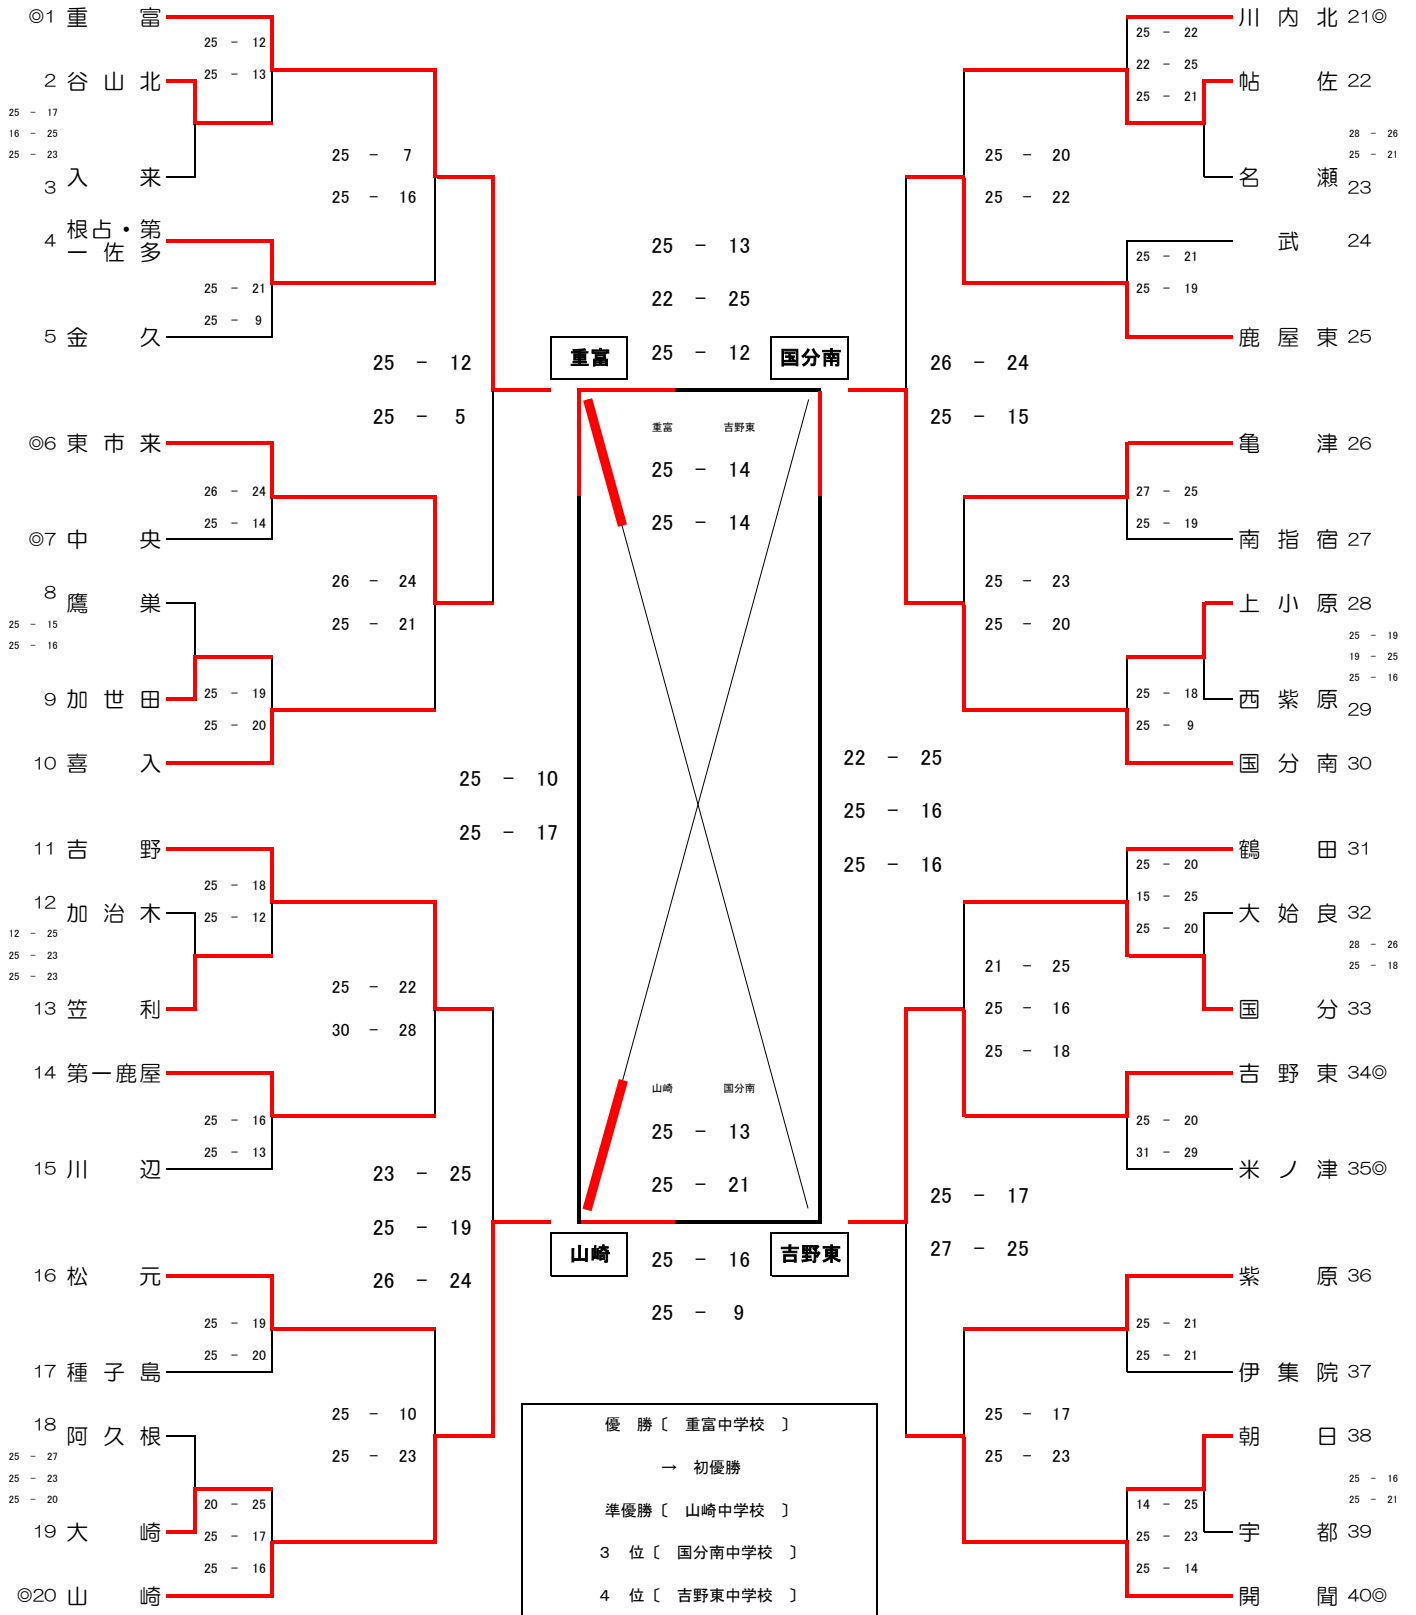 ◎1 重富
25 - 12
25 - 13
2 谷山北
25 - 17
16 - 25
25 - 23
3 入来
25 - 7
25 - 16
4 根占・第一佐多
25 - 21
25 - 9
5 金久
25 - 12
25 - 5
◎6 東市来
26 - 24
25 - 14
◎7 中央
26 - 24
25 - 21
8 鷹巣
25 - 15
25 - 16
9 加世田
25 - 19
25 - 20
10 喜入
25 - 10
25 - 17
11 吉野
25 - 18
25 - 12
12 加治木
12 - 25
25 - 23
25 - 23
13 笠利
25 - 22
30 - 28
14 第一鹿屋
25 - 16
25 - 13
15 川辺
23 - 25
25 - 19
26 - 24
16 松元
25 - 19
25 - 20
17 種子島
25 - 10
25 - 23
18 阿久根
25 - 27
25 - 23
25 - 20
19 大崎
20 - 25
25 - 17
25 - 16
◎20 山崎
25 - 13
22 - 25
25 - 12
重富
国分南
重富 吉野東
25 - 14
25 - 14
山崎 国分南
25 - 13
25 - 21
山崎
吉野東
25 - 16
25 - 9
優 勝〔 重富中学校 〕
→ 初優勝
準優勝〔 山崎中学校 〕
3 位〔 国分南中学校 〕
4 位〔 吉野東中学校 〕
川内北 21◎
25 - 22
22 - 25
25 - 21
帖佐 22
28 - 26
25 - 21
名瀬 23
25 - 20
25 - 22
武 24
25 - 21
25 - 19
鹿屋東 25
26 - 24
25 - 15
亀津 26
27 - 25
25 - 19
南指宿 27
25 - 23
25 - 20
上小原 28
25 - 19
19 - 25
25 - 16
西紫原 29
25 - 18
25 - 9
国分南 30
22 - 25
25 - 16
25 - 16
鶴田 31
25 - 20
15 - 25
25 - 20
大姶良 32
28 - 26
25 - 18
国分 33
21 - 25
25 - 16
25 - 18
吉野東 34◎
25 - 20
31 - 29
米ノ津 35◎
25 - 17
27 - 25
紫原 36
25 - 21
25 - 21
伊集院 37
25 - 17
25 - 23
朝日 38
25 - 16
25 - 21
宇都 39
14 - 25
25 - 23
25 - 14
開聞 40◎